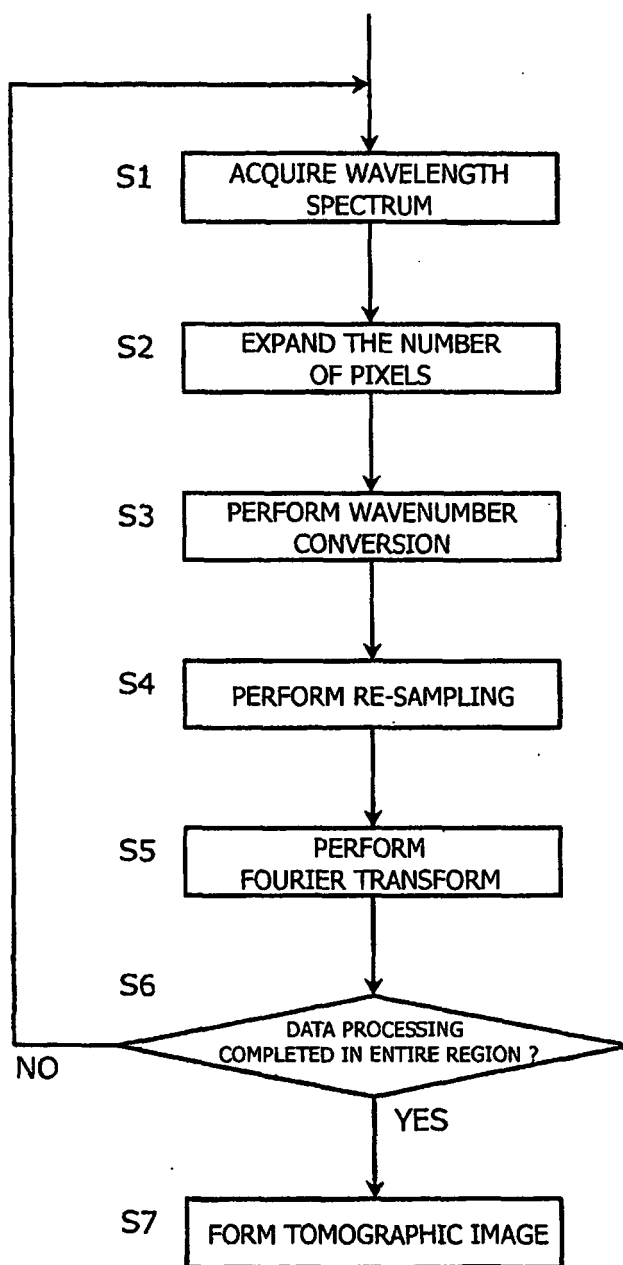 S1
ACQUIRE WAVELENGTH
SPECTRUM
S2
EXPAND THE NUMBER
OF PIXELS
S3
PERFORM WAVENUMBER
CONVERSION
S4
PERFORM RE-SAMPLING
S5
PERFORM
FOURIER TRANSFORM
S6
DATA PROCESSING
COMPLETED IN ENTIRE REGION ?
NO
YES
S7
FORM TOMOGRAPHIC IMAGE